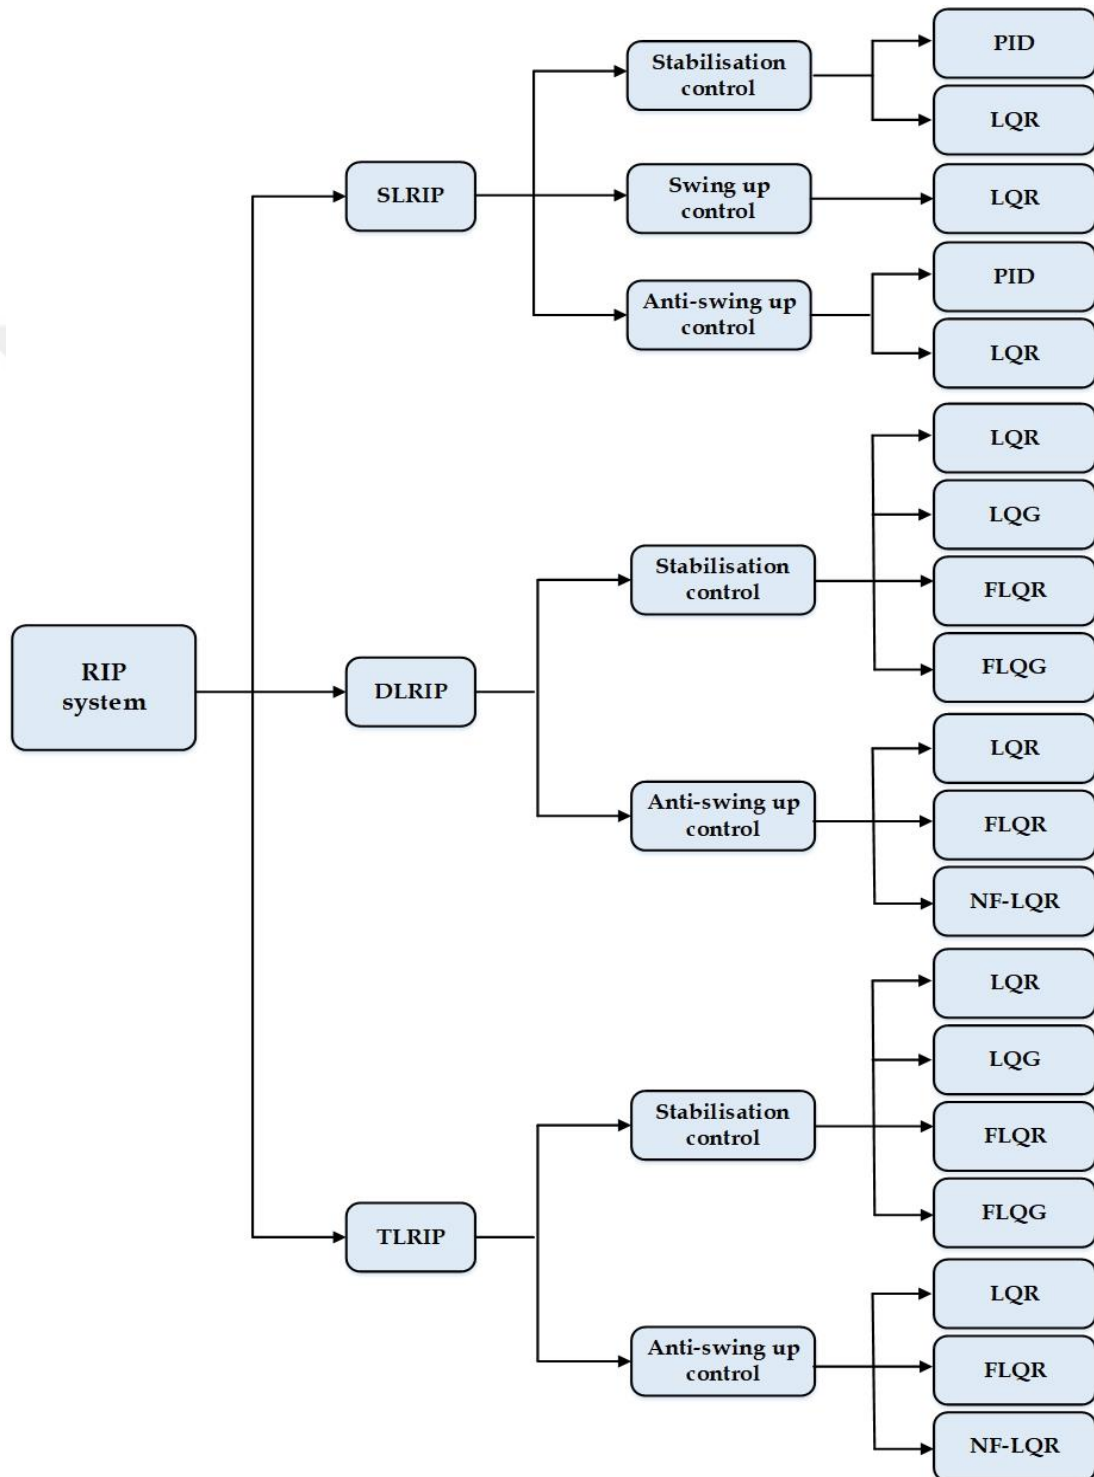 RIP
system
SLRIP
Stabilisation
control
PID
LQR
Swing up
control
LQR
Anti-swing up
control
PID
LQR
DLRIP
Stabilisation
control
LQR
LQG
FLQR
FLQG
Anti-swing up
control
LQR
FLQR
NF-LQR
TLRIP
Stabilisation
control
LQR
LQG
FLQR
FLQG
Anti-swing up
control
LQR
FLQR
NF-LQR